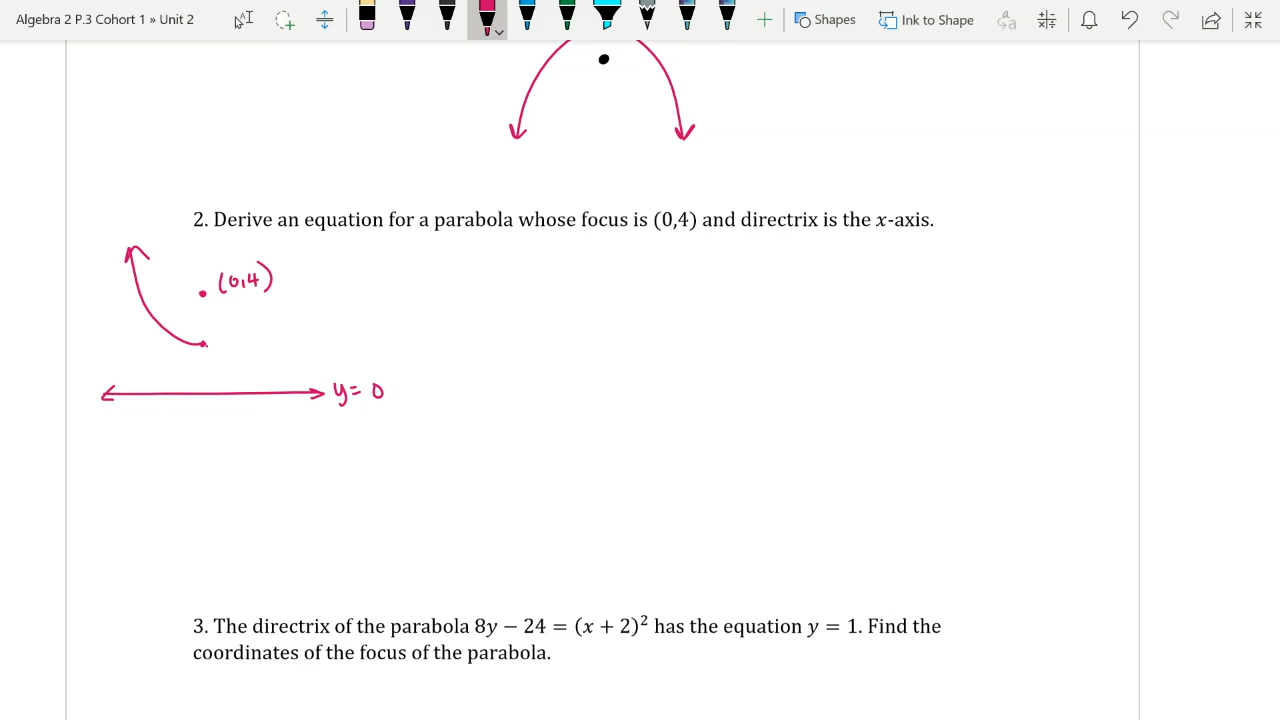 Algebra 2 P.3 Cohort 1 » Unit 2
Shapes
Ink to Shape
2. Derive an equation for a parabola whose focus is (0,4) and directrix is the x-axis.
(0,4)
y = 0
3. The directrix of the parabola 8y − 24 = (x + 2)² has the equation y = 1. Find the
coordinates of the focus of the parabola.